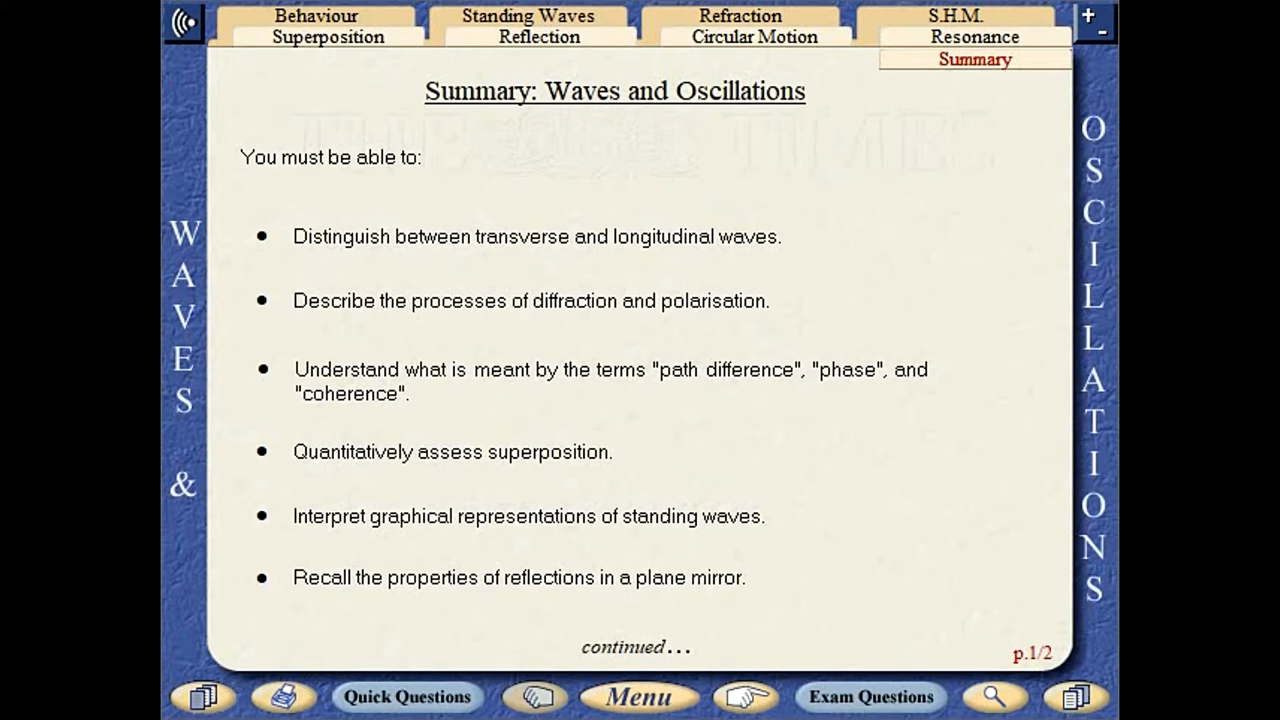 Behaviour
Standing Waves
Refraction
S.H.M.
Superposition
Reflection
Circular Motion
Resonance
Summary
Summary: Waves and Oscillations
You must be able to:
• Distinguish between transverse and longitudinal waves.
• Describe the processes of diffraction and polarisation.
• Understand what is meant by the terms "path difference", "phase", and
"coherence".
• Quantitatively assess superposition.
• Interpret graphical representations of standing waves.
• Recall the properties of reflections in a plane mirror.
continued...
p.1/2
WAVES &
OSCILLATIONS
Quick Questions
Menu
Exam Questions